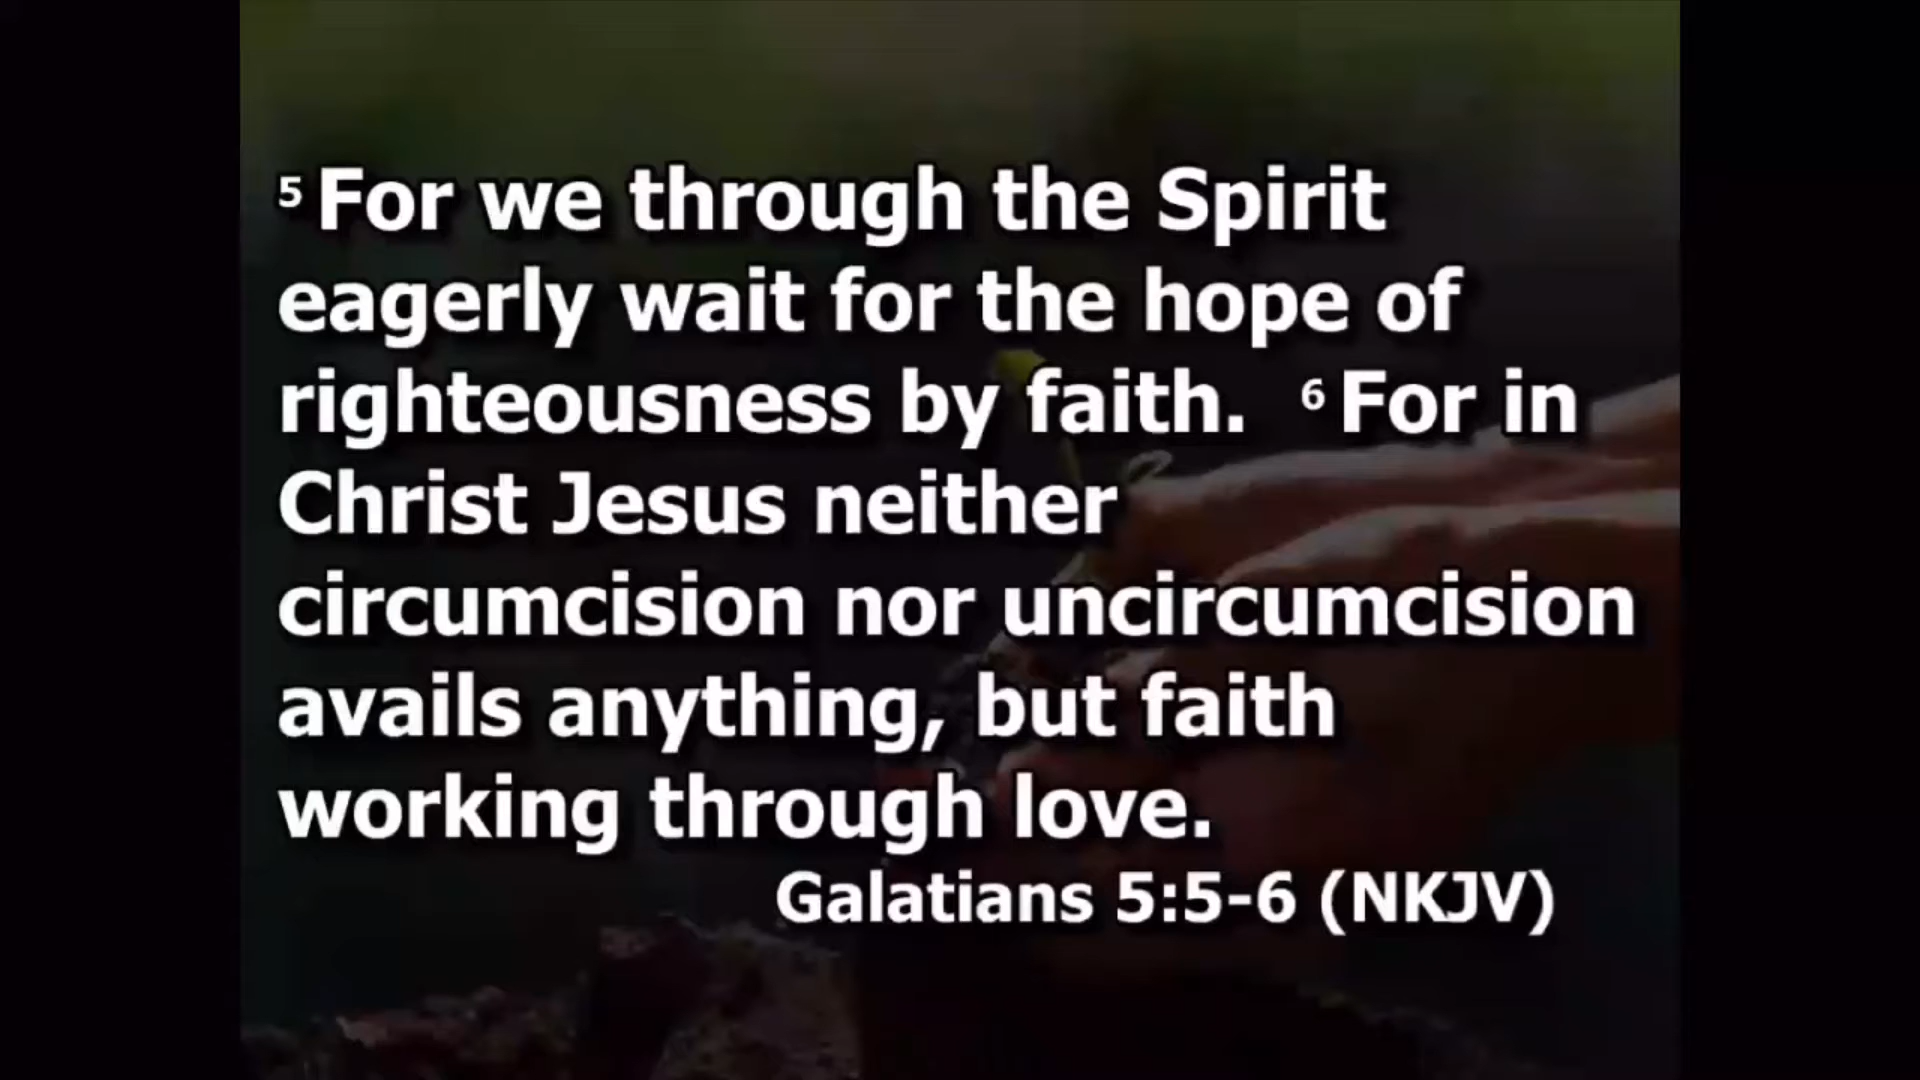 5 For we through the Spirit
eagerly wait for the hope of
righteousness by faith. 6 For in
Christ Jesus neither
circumcision nor uncircumcision
avails anything, but faith
working through love.
Galatians 5:5-6 (NKJV)